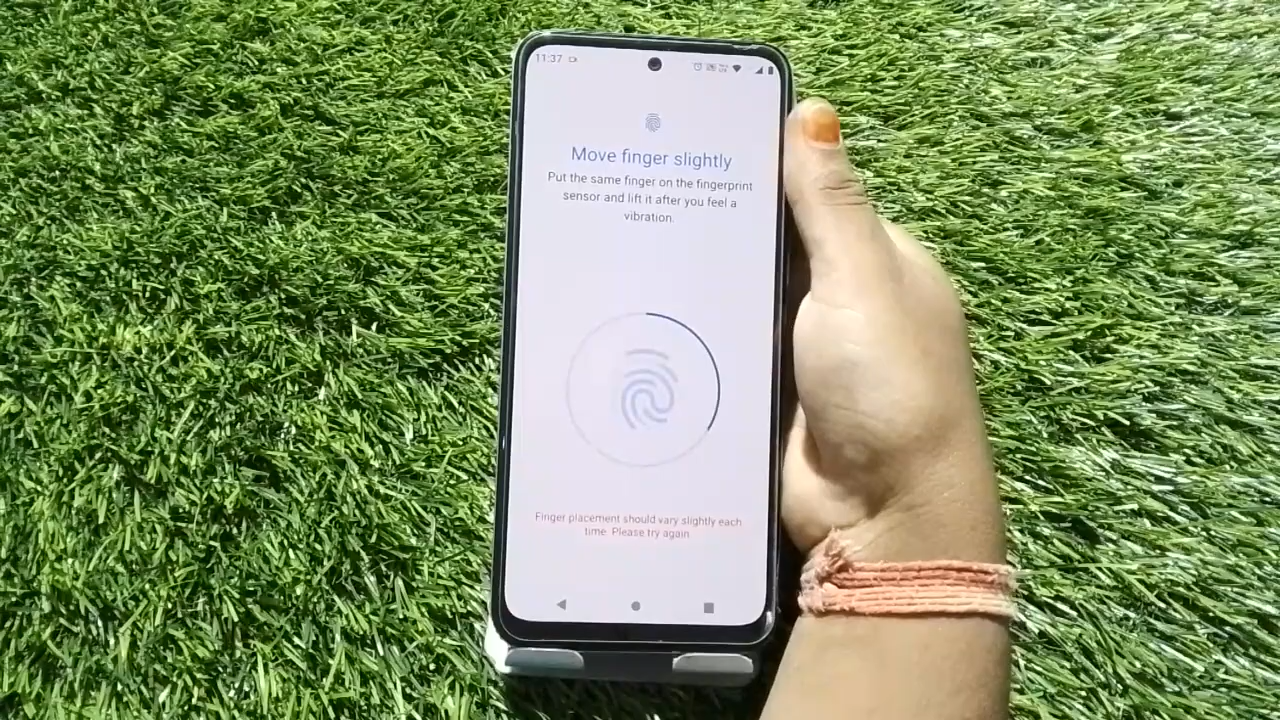 11:37
Move finger slightly
Put the same finger on the fingerprint
sensor and lift it after you feel a
vibration.
Finger placement should vary slightly each
time. Please try again